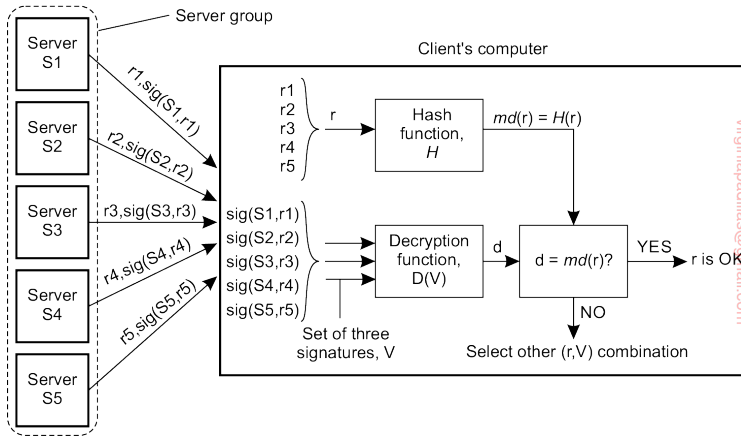 Server group
Server
S1
Server
S2
Server
S3
Server
S4
Server
S5
r1,sig(S1,r1)
r2,sig(S2,r2)
r3,sig(S3,r3)
r4,sig(S4,r4)
r5,sig(S5,r5)
Client's computer
r1
r2
r3
r4
r5
r
Hash
function,
H
md(r) = H(r)
sig(S1,r1)
sig(S2,r2)
sig(S3,r3)
sig(S4,r4)
sig(S5,r5)
Set of three
signatures, V
Decryption
function,
D(V)
d
d = md(r)?
YES
r is OK
NO
Select other (r,V) combination